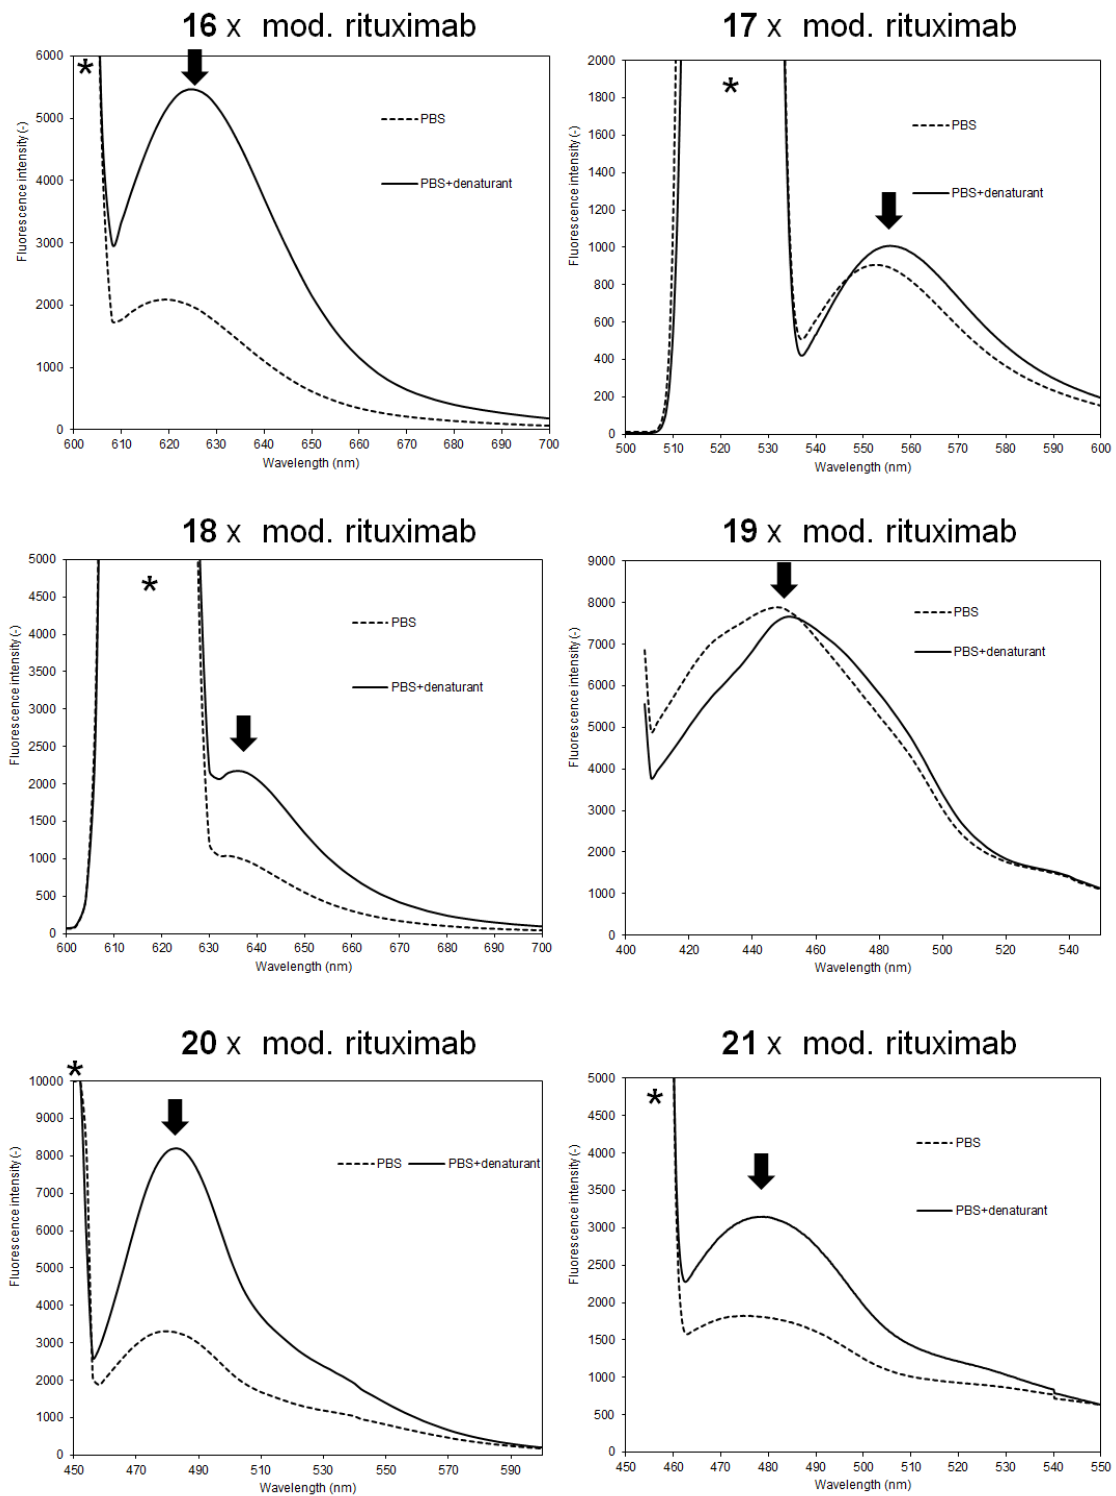 16 x mod. rituximab
Fluorescence intensity (-)
6000
5000
4000
3000
2000
1000
0
*
PBS
PBS+denaturant
600 610 620 630 640 650 660 670 680 690 700
Wavelength (nm)
17 x mod. rituximab
Fluorescence intensity (-)
2000
1800
1600
1400
1200
1000
800
600
400
200
0
*
PBS
PBS+denaturant
500 510 520 530 540 550 560 570 580 590 600
Wavelength (nm)
18 x mod. rituximab
Fluorescence intensity (-)
5000
4500
4000
3500
3000
2500
2000
1500
1000
500
0
*
PBS
PBS+denaturant
600 610 620 630 640 650 660 670 680 690 700
Wavelength (nm)
19 x mod. rituximab
Fluorescence intensity (-)
9000
8000
7000
6000
5000
4000
3000
2000
1000
0
PBS
PBS+denaturant
400 420 440 460 480 500 520 540
Wavelength (nm)
20 x mod. rituximab
Fluorescence intensity (-)
10000
9000
8000
7000
6000
5000
4000
3000
2000
1000
0
*
PBS PBS+denaturant
450 470 490 510 530 550 570 590
Wavelength (nm)
21 x mod. rituximab
Fluorescence intensity (-)
5000
4500
4000
3500
3000
2500
2000
1500
1000
500
0
*
PBS
PBS+denaturant
450 460 470 480 490 500 510 520 530 540 550
Wavelength (nm)